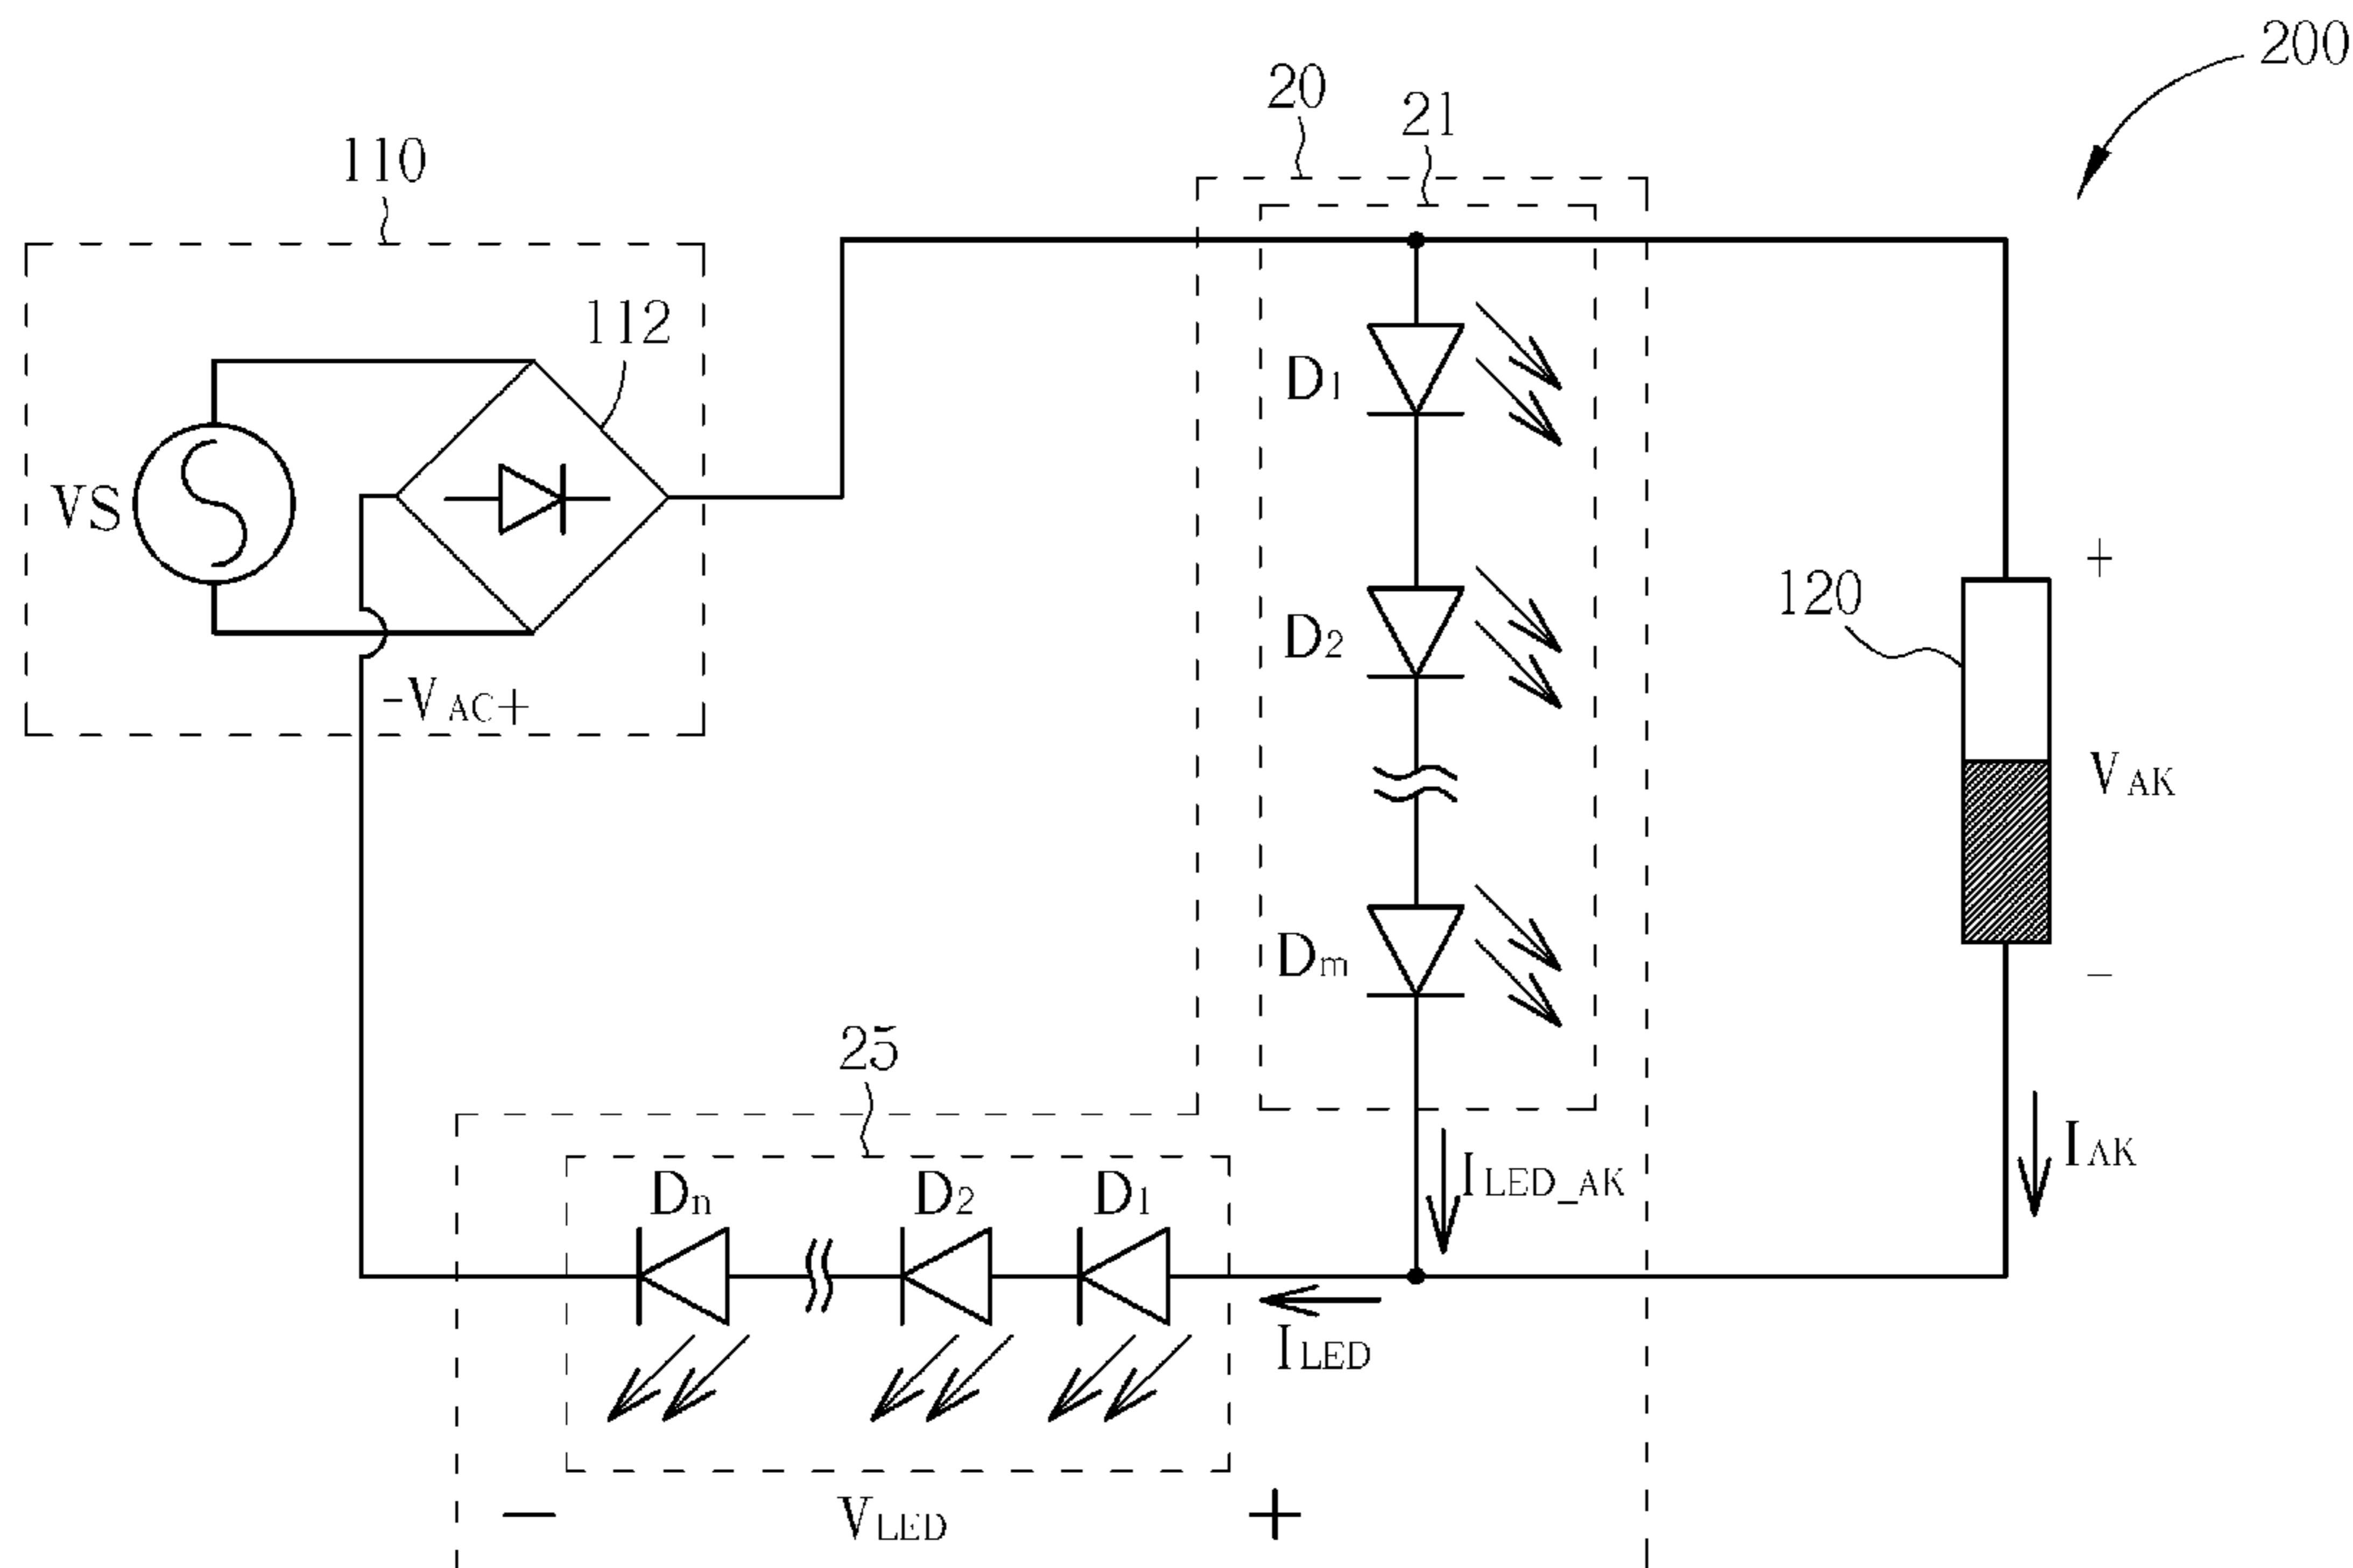 200
20
21
110
112
VS
-VAC+
D1
D2
Dm
120
+
VAK
-
25
Dn D2 D1
ILED_AK
IAK
ILED
- VLED +